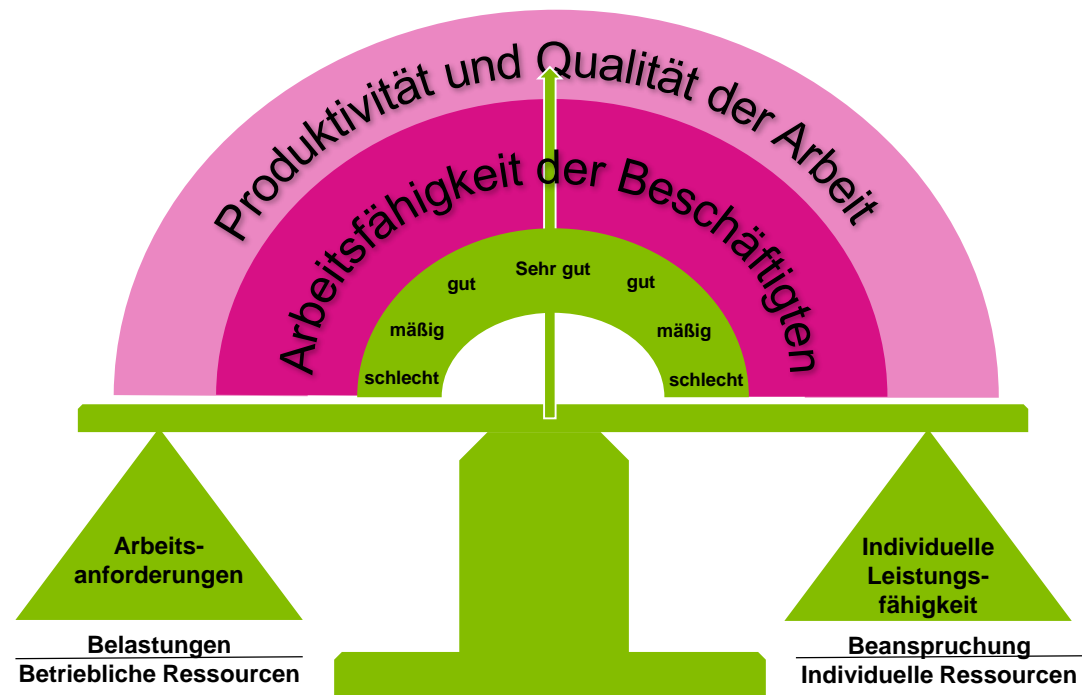 Produktivität und Qualität der Arbeit
Arbeitsfähigkeit der Beschäftigten
Sehr gut
gut
gut
mäßig
mäßig
schlecht
schlecht
Arbeits-
anforderungen
Belastungen
Betriebliche Ressourcen
Individuelle
Leistungs-
fähigkeit
Beanspruchung
Individuelle Ressourcen